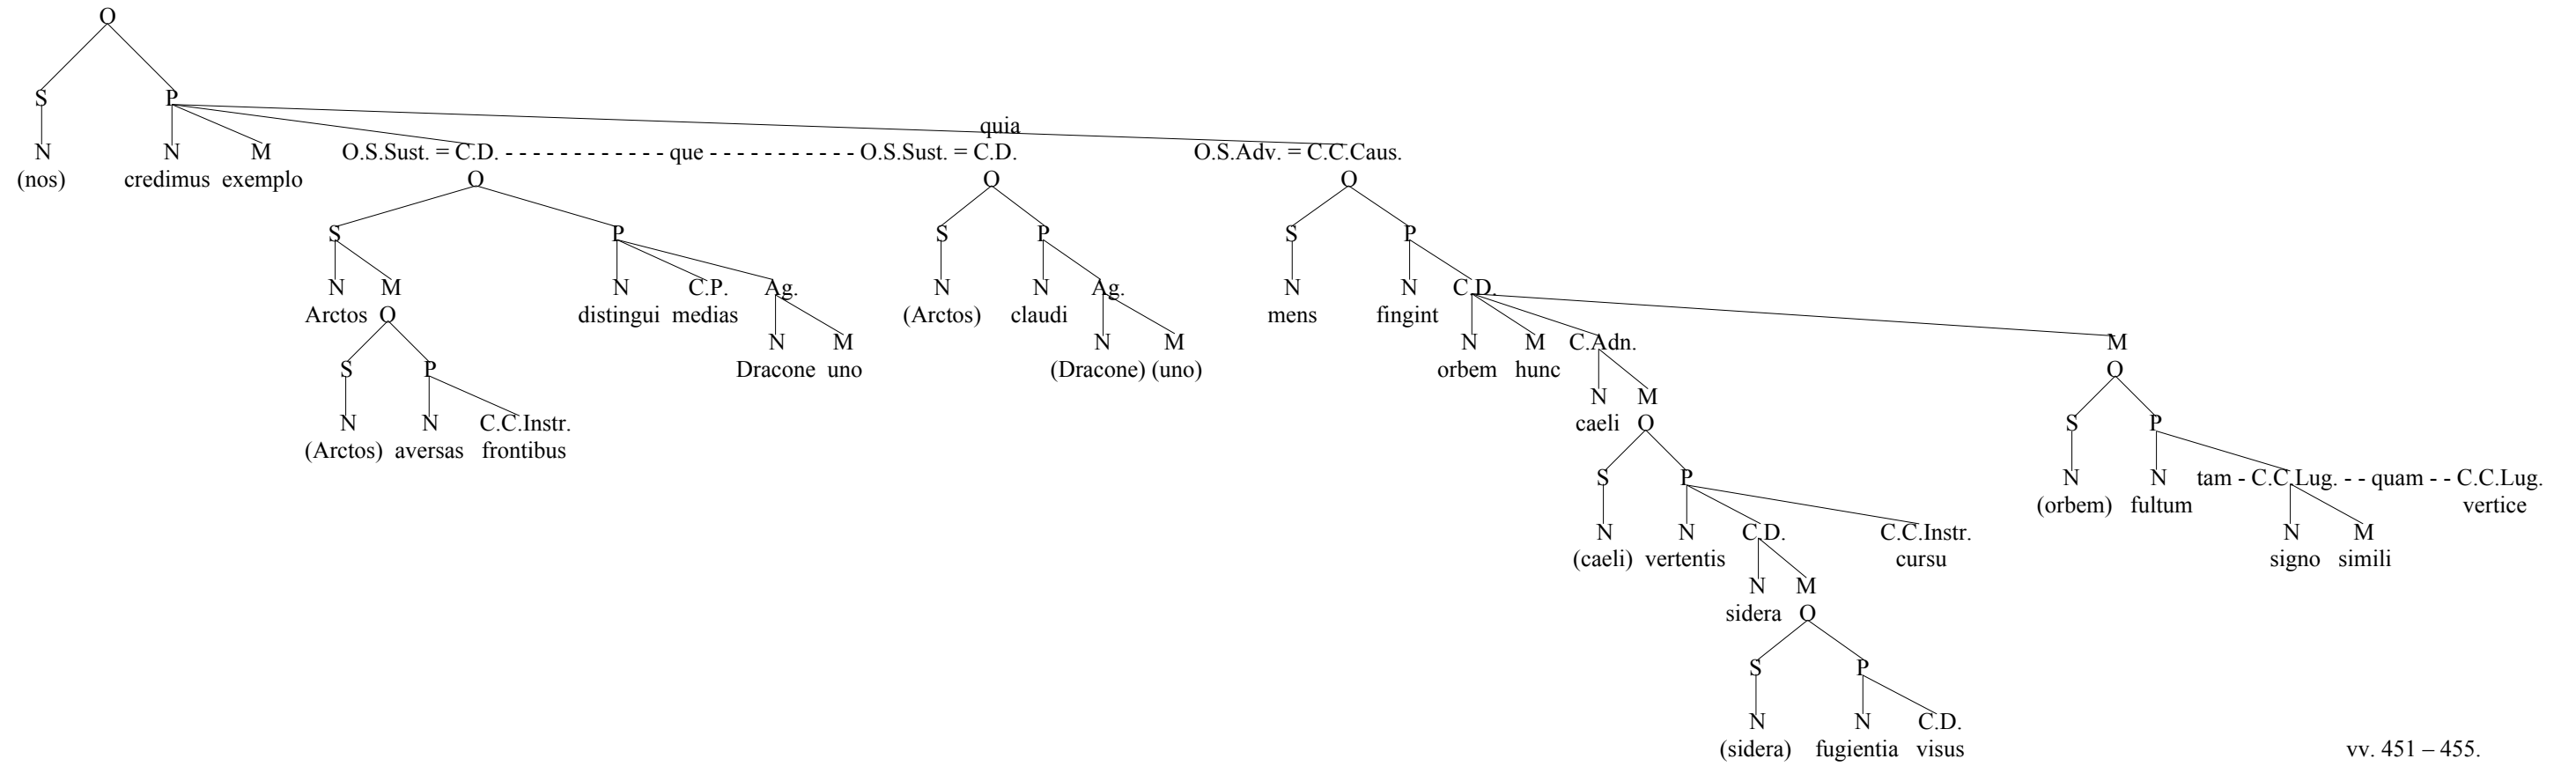 O
S P
quia
N N M O.S.Sust. = C.D. - - - - - - - - - - - - que - - - - - - - - - - - O.S.Sust. = C.D. O.S.Adv. = C.C.Caus.
(nos) credimus exemplo O O O
S P S P S P
N M N C.P. Ag. N N Ag. N N C.D.
Arctos O distingui medias (Arctos) claudi mens fingint
N M N M N M C.Adn. M
S P Dracone uno (Dracone) (uno) orbem hunc O
N M
N N C.C.Instr. caeli O S P
(Arctos) aversas frontibus
S P N N tam - C.C.Lug. - - quam - - C.C.Lug.
(orbem) fultum vertice
N N C.D. C.C.Instr. N M
(caeli) vertentis cursu signo simili
N M
sidera O
S P
N N C.D.
(sidera) fugientia visus vv. 451 – 455.